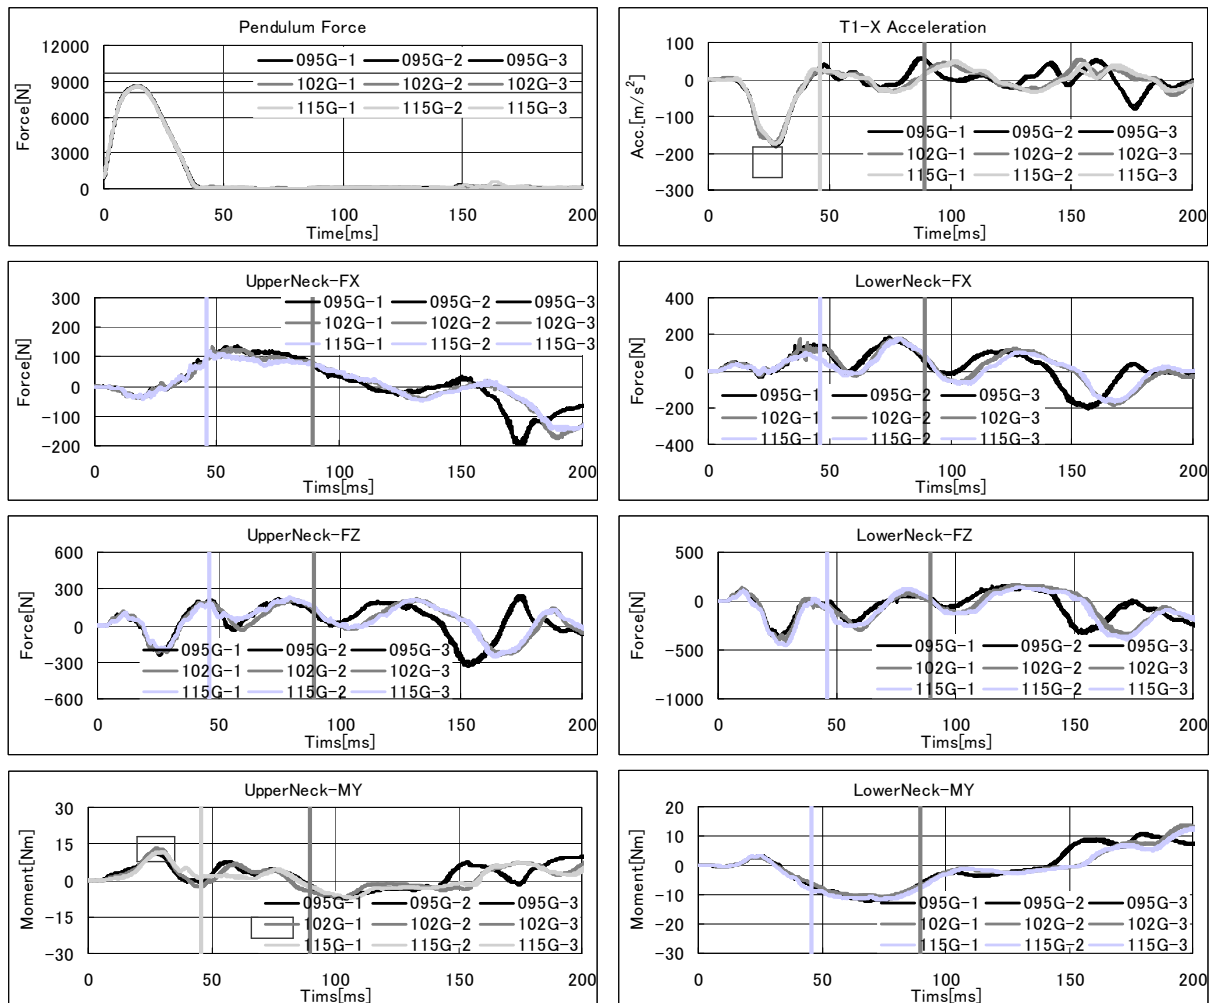 Pendulum Force
12000
9000
6000
3000
0
Force[N]
095G-1 095G-2 095G-3
102G-1 102G-2 102G-3
115G-1 115G-2 115G-3
0 50 100 150 200
Time[ms]
T1-X Acceleration
100
0
-100
-200
-300
Acc.[m/s²]
095G-1 095G-2 095G-3
102G-1 102G-2 102G-3
115G-1 115G-2 115G-3
0 50 100 150 200
Time[ms]
UpperNeck-FX
300
200
100
0
-100
-200
Force[N]
095G-1 095G-2 095G-3
102G-1 102G-2 102G-3
115G-1 115G-2 115G-3
0 50 100 150 200
Tims[ms]
LowerNeck-FX
400
200
0
-200
-400
Force[N]
095G-1 095G-2 095G-3
102G-1 102G-2 102G-3
115G-1 115G-2 115G-3
0 50 100 150 200
Tims[ms]
UpperNeck-FZ
600
300
0
-300
-600
Force[N]
095G-1 095G-2 095G-3
102G-1 102G-2 102G-3
115G-1 115G-2 115G-3
0 50 100 150 200
Tims[ms]
LowerNeck-FZ
500
0
-500
-1000
Force[N]
095G-1 095G-2 095G-3
102G-1 102G-2 102G-3
115G-1 115G-2 115G-3
0 50 100 150 200
Tims[ms]
UpperNeck-MY
30
15
0
-15
-30
Moment[Nm]
095G-1 095G-2 095G-3
102G-1 102G-2 102G-3
115G-1 115G-2 115G-3
0 50 100 150 200
Tims[ms]
LowerNeck-MY
20
10
0
-10
-20
-30
Moment[Nm]
095G-1 095G-2 095G-3
102G-1 102G-2 102G-3
115G-1 115G-2 115G-3
0 50 100 150 200
Tims[ms]